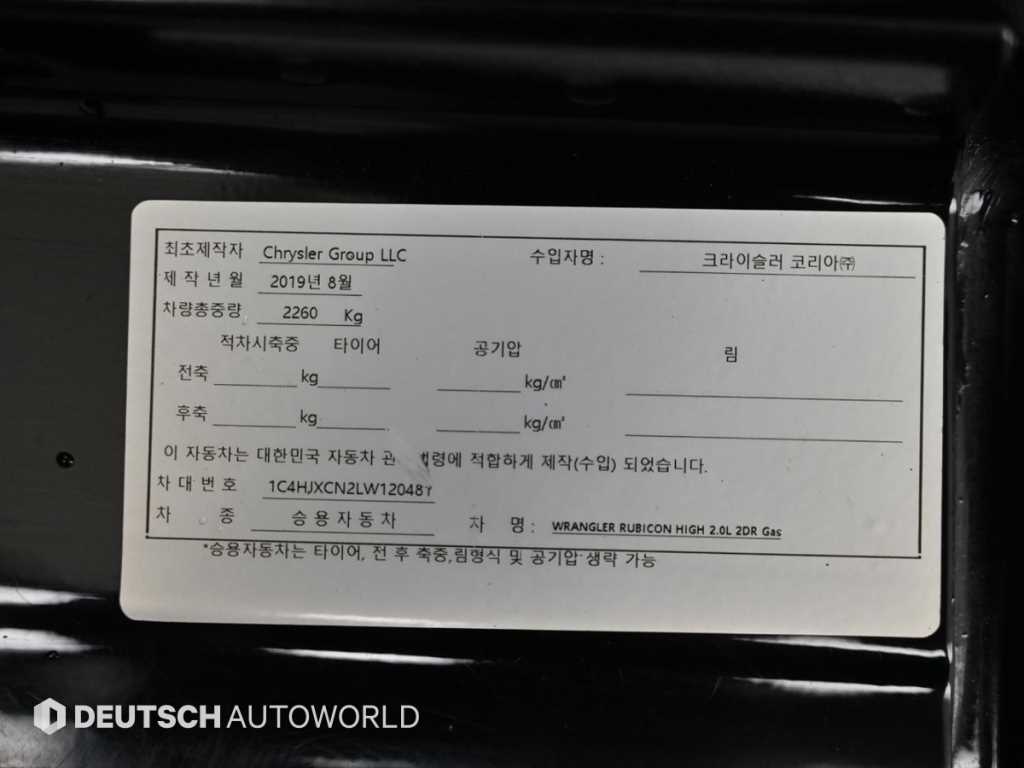 최초제작자 Chrysler Group LLC 수입자명 : 크라이슬러 코리아㈜
제 작 년 월 2019년 8월
차량총중량 2260 Kg
적차시축중 타이어 공기압 림
전축 kg kg/㎠
후축 kg kg/㎠
이 자동차는 대한민국 자동차 에 적합하게 제작(수입) 되었습니다.
차 대 번 호
차 종 승 용 자 동 차 차 명 : WRANGLER RUBICON HIGH 2.0L 2DR Gas
*승용자동차는 타이어, 전 후 축중,림형식 및 공기압 생략 가능
DEUTSCH AUTOWORLD